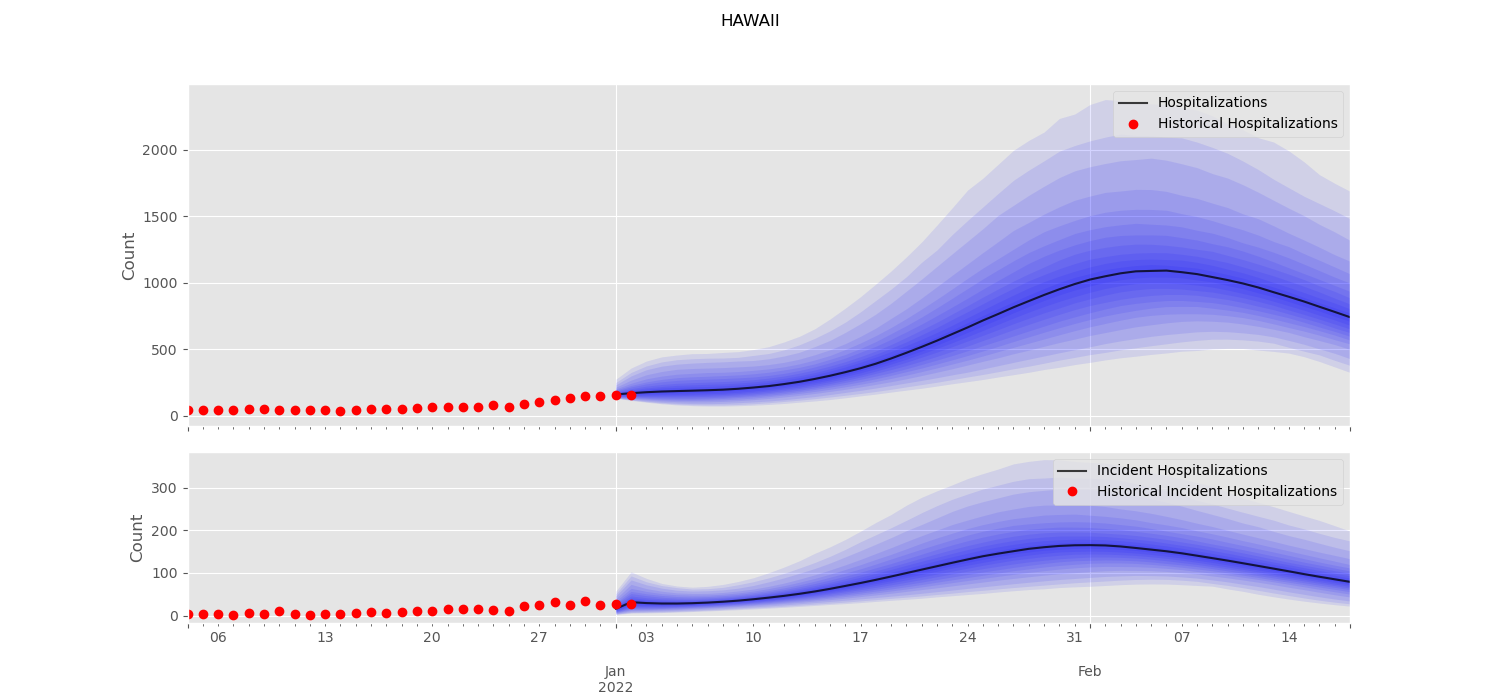 HAWAII
Count
2000
1500
1000
500
0
Hospitalizations
Historical Hospitalizations
Count
300
200
100
0
Incident Hospitalizations
Historical Incident Hospitalizations
06 13 20 27 03 10 17 24 31 07 14
Jan Feb
2022